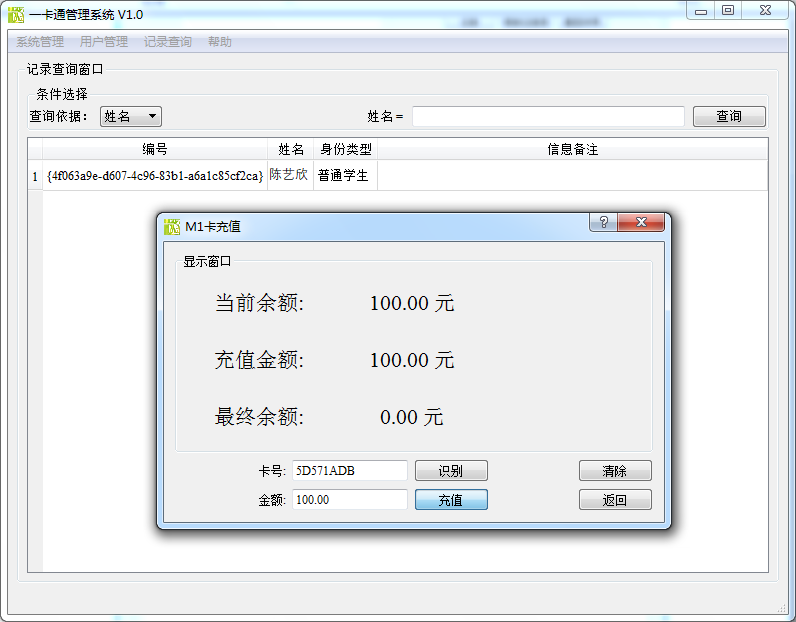 一卡通管理系统 V1.0
系统管理 用户管理 记录查询 帮助
记录查询窗口
条件选择
查询依据： 姓名 姓名 = 查询
编号 姓名 身份类型 信息备注
1 {4f063a9e-d607-4c96-83b1-a6a1c85cf2ca} 陈艺欣 普通学生
M1卡充值
显示窗口
当前余额: 100.00 元
充值金额: 100.00 元
最终余额: 0.00 元
卡号: 5D571ADB 识别 清除
金额: 100.00 充值 返回